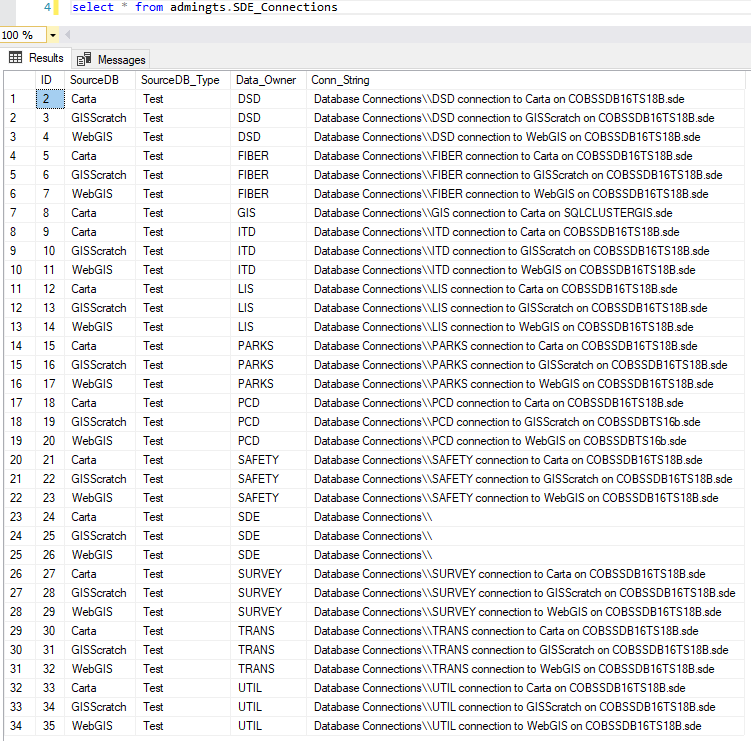 4 select * from admingts.SDE_Connections
100 %
Results Messages
ID SourceDB SourceDB_Type Data_Owner Conn_String
1 2 Carta Test DSD Database Connections\\DSD connection to Carta on COBSSDB16TS18B.sde
2 3 GISScratch Test DSD Database Connections\\DSD connection to GISScratch on COBSSDB16TS18B.sde
3 4 WebGIS Test DSD Database Connections\\DSD connection to WebGIS on COBSSDB16TS18B.sde
4 5 Carta Test FIBER Database Connections\\FIBER connection to Carta on COBSSDB16TS18B.sde
5 6 GISScratch Test FIBER Database Connections\\FIBER connection to GISScratch on COBSSDB16TS18B.sde
6 7 WebGIS Test FIBER Database Connections\\FIBER connection to WebGIS on COBSSDB16TS18B.sde
7 8 Carta Test GIS Database Connections\\GIS connection to Carta on SQLCLUSTERGIS.sde
8 9 Carta Test ITD Database Connections\\ITD connection to Carta on COBSSDB16TS18B.sde
9 10 GISScratch Test ITD Database Connections\\ITD connection to GISScratch on COBSSDB16TS18B.sde
10 11 WebGIS Test ITD Database Connections\\ITD connection to WebGIS on COBSSDB16TS18B.sde
11 12 Carta Test LIS Database Connections\\LIS connection to Carta on COBSSDB16TS18B.sde
12 13 GISScratch Test LIS Database Connections\\LIS connection to GISScratch on COBSSDB16TS18B.sde
13 14 WebGIS Test LIS Database Connections\\LIS connection to WebGIS on COBSSDB16TS18B.sde
14 15 Carta Test PARKS Database Connections\\PARKS connection to Carta on COBSSDB16TS18B.sde
15 16 GISScratch Test PARKS Database Connections\\PARKS connection to GISScratch on COBSSDB16TS18B.sde
16 17 WebGIS Test PARKS Database Connections\\PARKS connection to WebGIS on COBSSDB16TS18B.sde
17 18 Carta Test PCD Database Connections\\PCD connection to Carta on COBSSDB16TS18B.sde
18 19 GISScratch Test PCD Database Connections\\PCD connection to GISScratch on COBSSDBTS16b.sde
19 20 WebGIS Test PCD Database Connections\\PCD connection to WebGIS on COBSSDBTS16b.sde
20 21 Carta Test SAFETY Database Connections\\SAFETY connection to Carta on COBSSDB16TS18B.sde
21 22 GISScratch Test SAFETY Database Connections\\SAFETY connection to GISScratch on COBSSDB16TS18B.sde
22 23 WebGIS Test SAFETY Database Connections\\SAFETY connection to WebGIS on COBSSDB16TS18B.sde
23 24 Carta Test SDE Database Connections\\
24 25 GISScratch Test SDE Database Connections\\
25 26 WebGIS Test SDE Database Connections\\
26 27 Carta Test SURVEY Database Connections\\SURVEY connection to Carta on COBSSDB16TS18B.sde
27 28 GISScratch Test SURVEY Database Connections\\SURVEY connection to GISScratch on COBSSDB16TS18B.sde
28 29 WebGIS Test SURVEY Database Connections\\SURVEY connection to WebGIS on COBSSDB16TS18B.sde
29 30 Carta Test TRANS Database Connections\\TRANS connection to Carta on COBSSDB16TS18B.sde
30 31 GISScratch Test TRANS Database Connections\\TRANS connection to GISScratch on COBSSDB16TS18B.sde
31 32 WebGIS Test TRANS Database Connections\\TRANS connection to WebGIS on COBSSDB16TS18B.sde
32 33 Carta Test UTIL Database Connections\\UTIL connection to Carta on COBSSDB16TS18B.sde
33 34 GISScratch Test UTIL Database Connections\\UTIL connection to GISScratch on COBSSDB16TS18B.sde
34 35 WebGIS Test UTIL Database Connections\\UTIL connection to WebGIS on COBSSDB16TS18B.sde